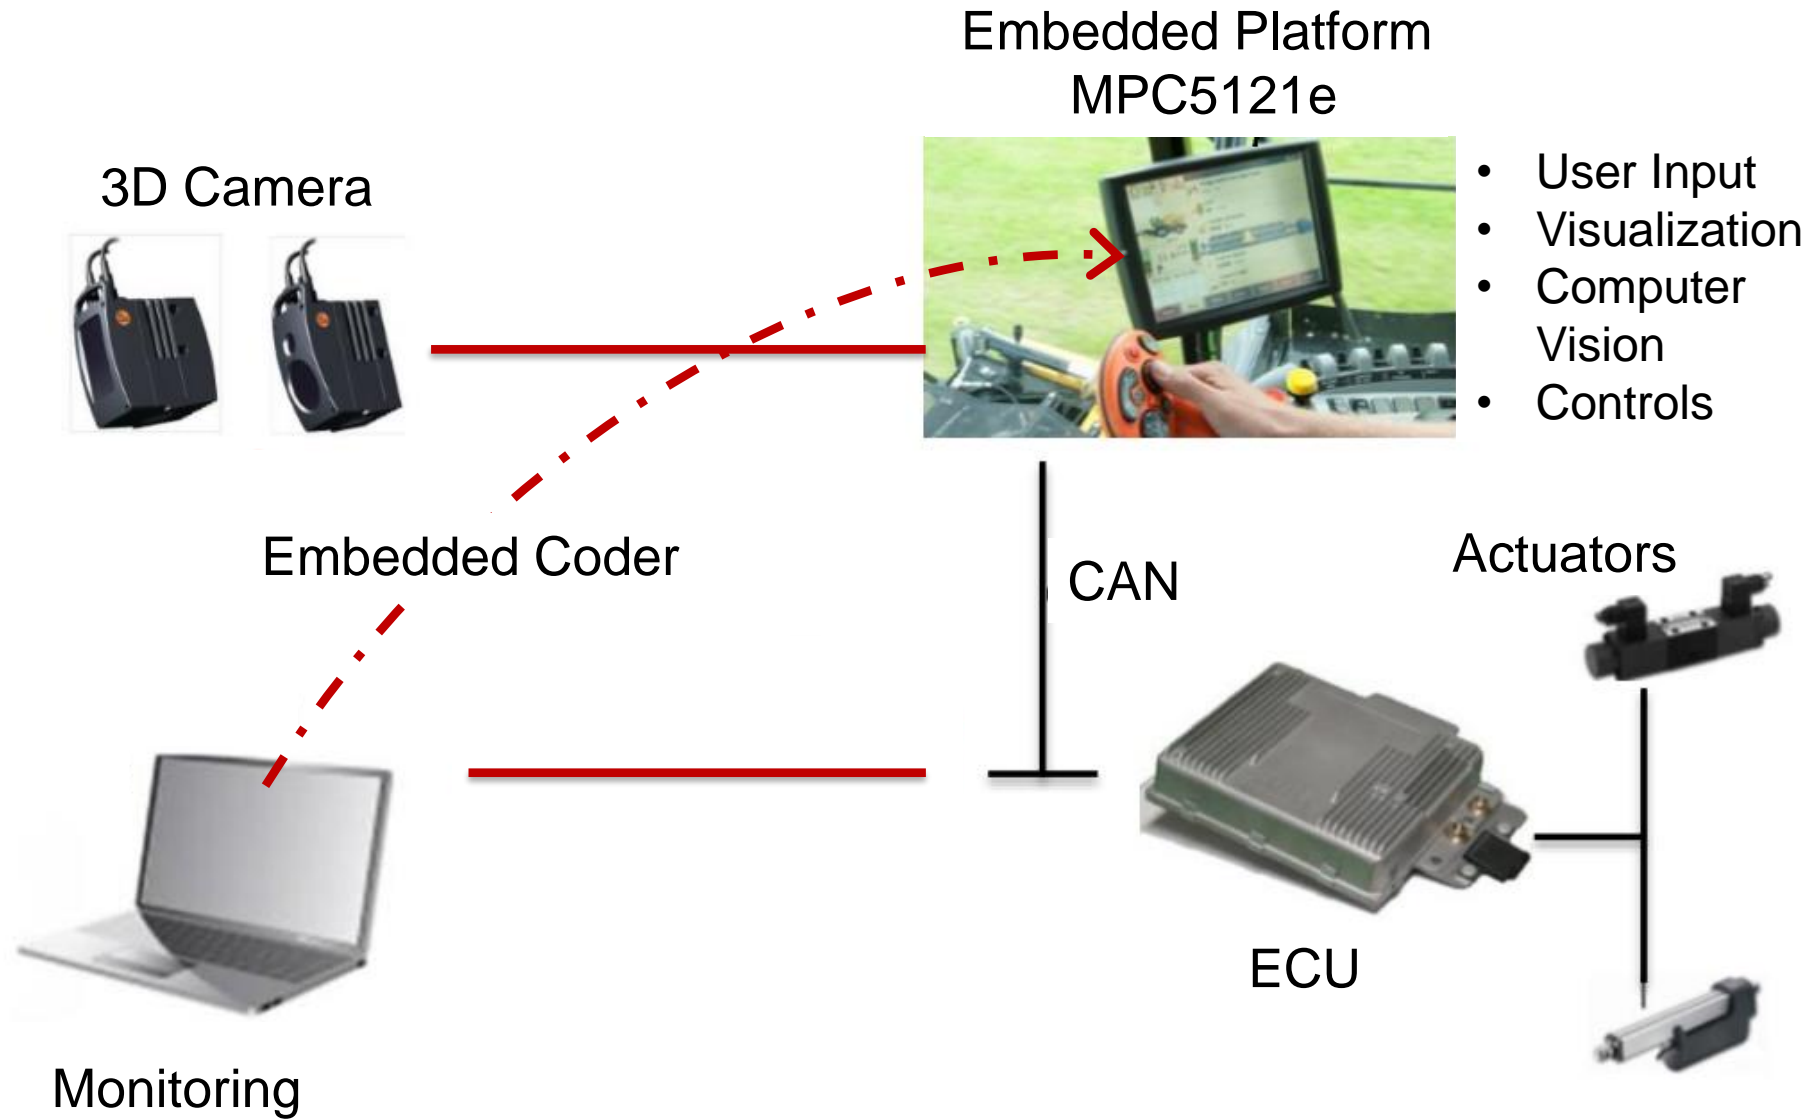 Embedded Platform
MPC5121e
3D Camera
• User Input
• Visualization
• Computer
Vision
• Controls
Embedded Coder
CAN
Actuators
ECU
Monitoring